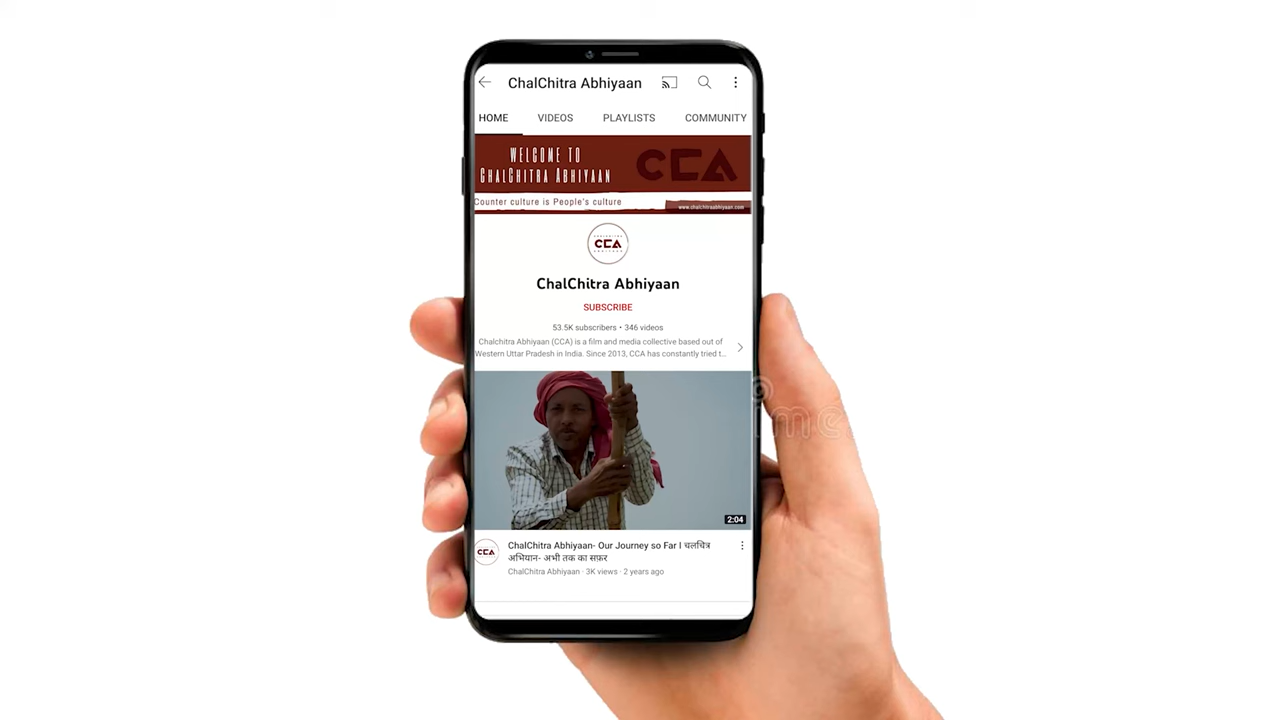 ChalChitra Abhiyaan
HOME VIDEOS PLAYLISTS COMMUNITY
WELCOME TO
CHALCHITRA ABHIYAAN
CCA
Counter culture is People's culture
www.chalchitraabhiyaan.com
CCA
ChalChitra Abhiyaan
SUBSCRIBE
53.5K subscribers • 346 videos
Chalchitra Abhiyaan (CCA) is a film and media collective based out of
Western Uttar Pradesh in India. Since 2013, CCA has constantly tried t...
2:04
CCA
ChalChitra Abhiyaan- Our Journey so Far I चलचित्र
अभियान- अभी तक का सफ़र
ChalChitra Abhiyaan · 3K views · 2 years ago